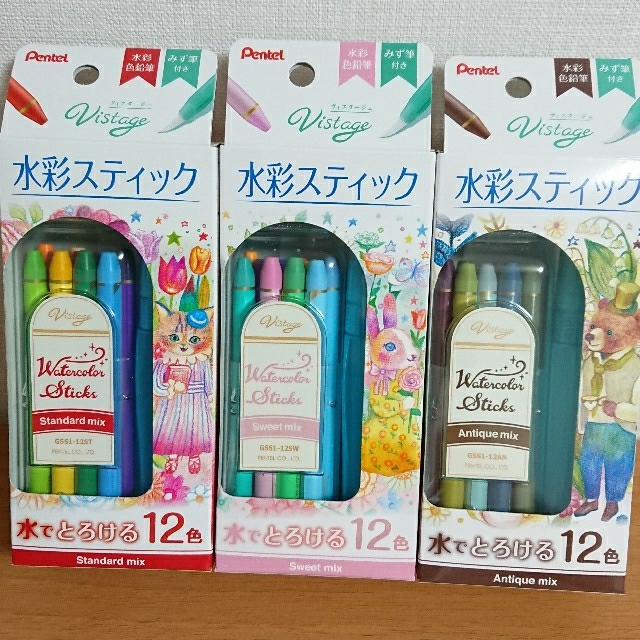 Pentel
水彩
色鉛筆
みず筆
付き
ヴィスタージュ
Vistage
水彩スティック
Vistage
Watercolor
Sticks
Standard mix
GSS1-12ST
PENTEL CO., LTD.
水でとろける12色
Standard mix
Pentel
水彩
色鉛筆
みず筆
付き
ヴィスタージュ
Vistage
水彩スティック
Vistage
Watercolor
Sticks
Sweet mix
GSS1-12SW
PENTEL CO., LTD.
水でとろける12色
Sweet mix
Pentel
水彩
色鉛筆
みず筆
付き
ヴィスタージュ
Vistage
水彩スティック
Vistage
Watercolor
Sticks
Antique mix
GSS1-12AN
PENTEL CO., LTD.
水でとろける12色
Antique mix